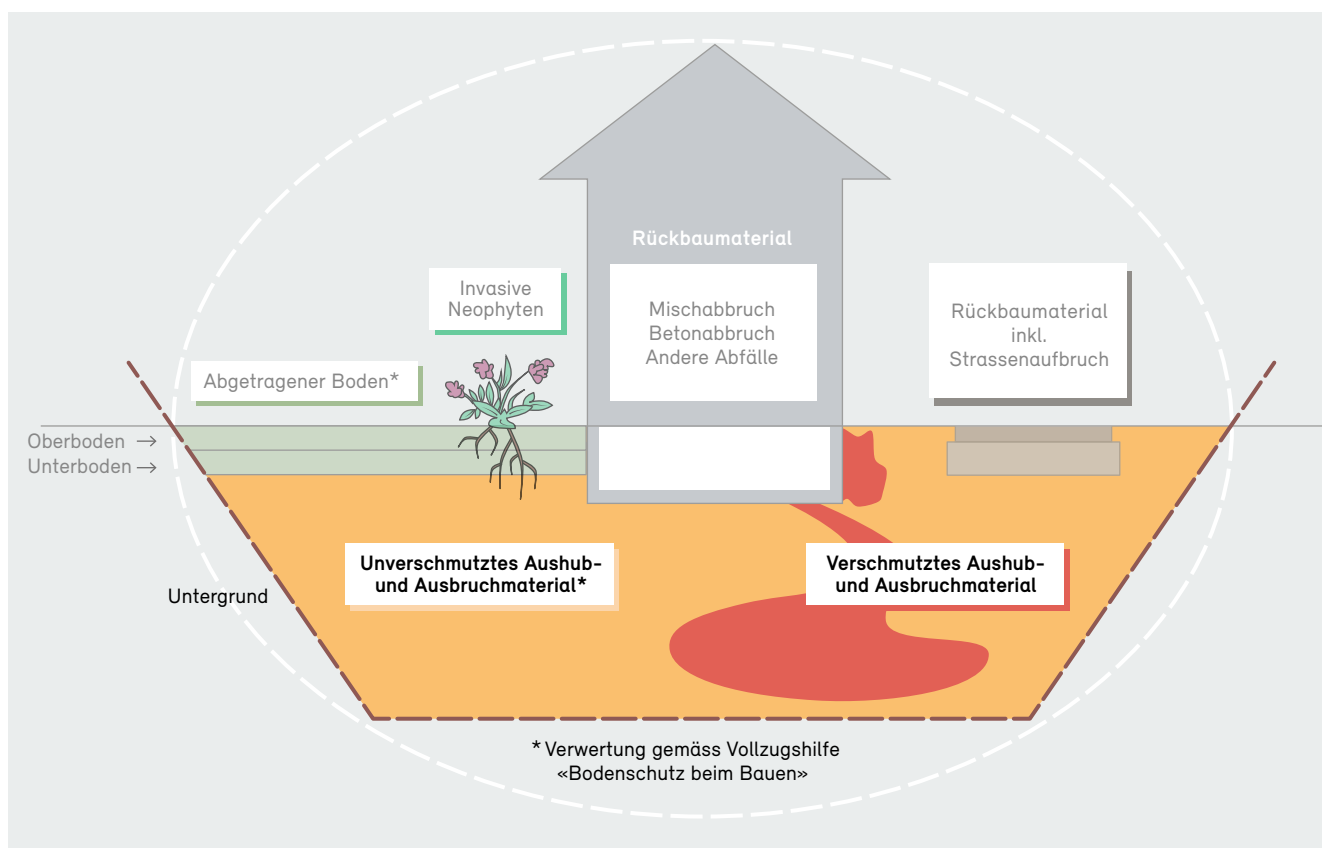 Rückbaumaterial
Invasive
Neophyten
Mischabbruch
Betonabbruch
Andere Abfälle
Rückbaumaterial
inkl.
Strassenaufbruch
Abgetragener Boden*
Oberboden →
Unterboden →
Unverschmutztes Aushub-
und Ausbruchmaterial*
Verschmutztes Aushub-
und Ausbruchmaterial
Untergrund
* Verwertung gemäss Vollzugshilfe
«Bodenschutz beim Bauen»